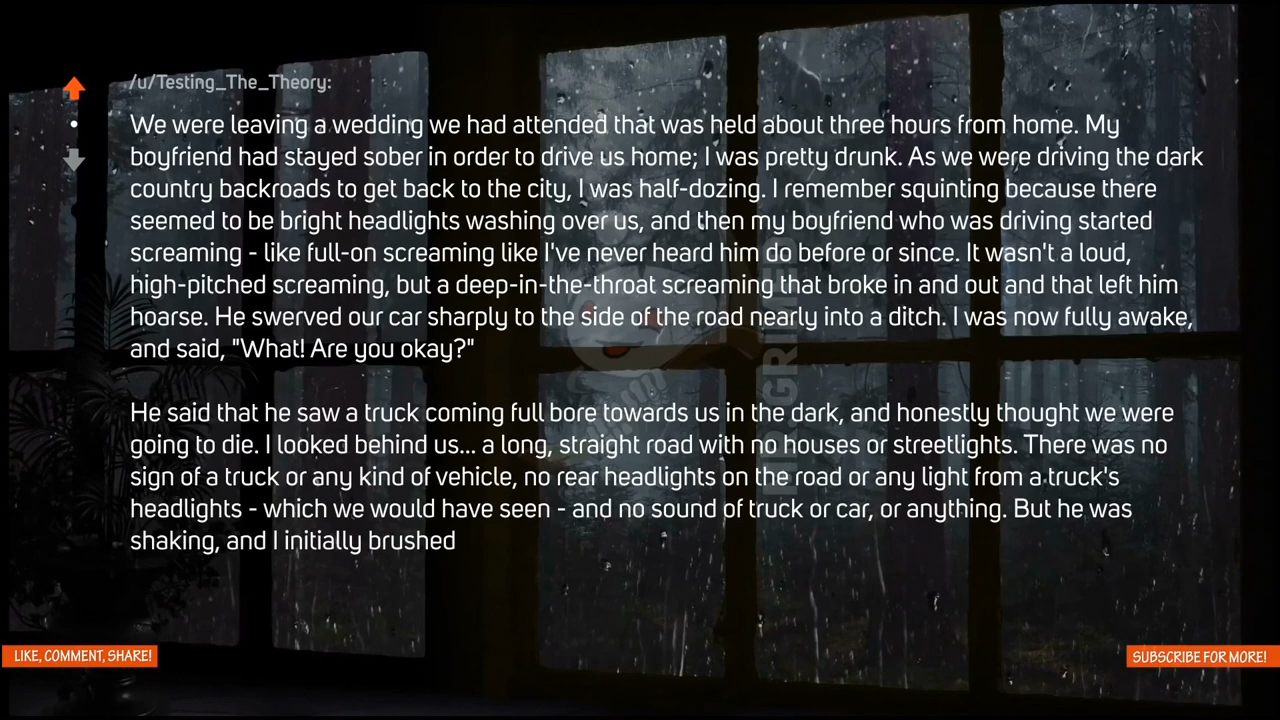 /u/Testing_The_Theory:
We were leaving a wedding we had attended that was held about three hours from home. My
boyfriend had stayed sober in order to drive us home; I was pretty drunk. As we were driving the dark
country backroads to get back to the city, I was half-dozing. I remember squinting because there
seemed to be bright headlights washing over us, and then my boyfriend who was driving started
screaming - like full-on screaming like I've never heard him do before or since. It wasn't a loud,
high-pitched screaming, but a deep-in-the-throat screaming that broke in and out and that left him
hoarse. He swerved our car sharply to the side of the road nearly into a ditch. I was now fully awake,
and said, "What! Are you okay?"
He said that he saw a truck coming full bore towards us in the dark, and honestly thought we were
going to die. I looked behind us... a long, straight road with no houses or streetlights. There was no
sign of a truck or any kind of vehicle, no rear headlights on the road or any light from a truck's
headlights - which we would have seen - and no sound of truck or car, or anything. But he was
shaking, and I initially brushed
LIKE, COMMENT, SHARE!
SUBSCRIBE FOR MORE!